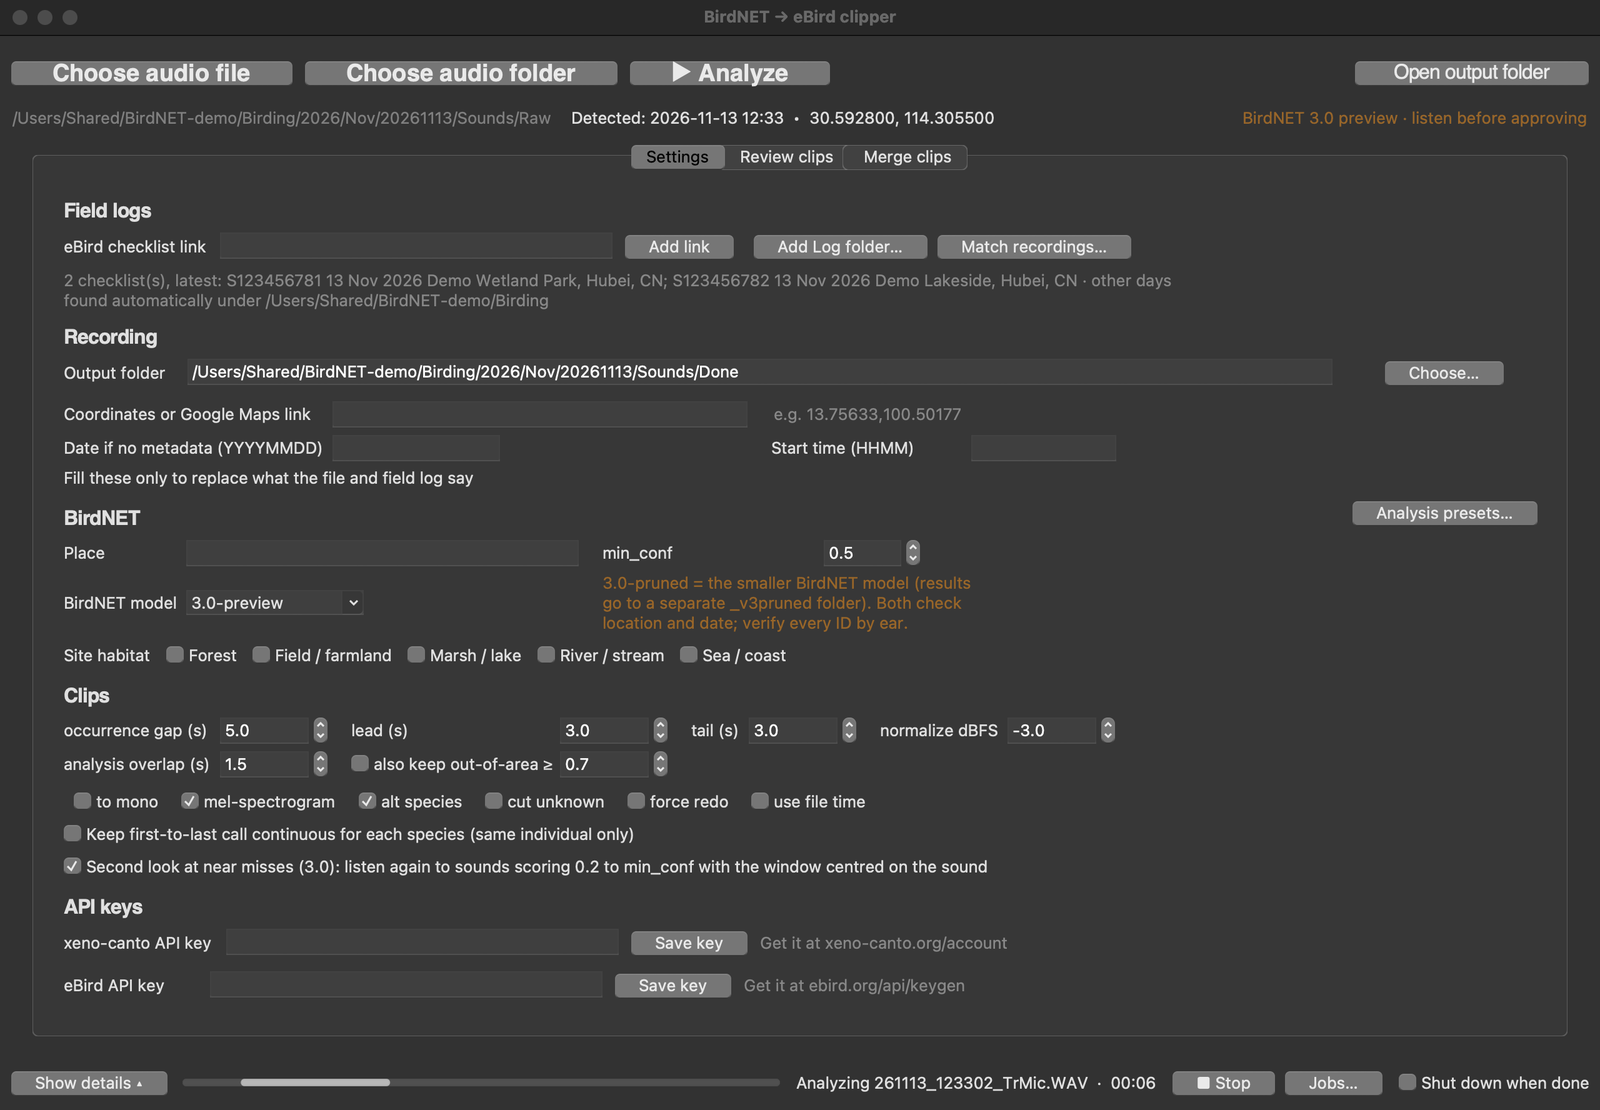 BirdNET → eBird clipper
Choose audio file
Choose audio folder
▶ Analyze
Open output folder
/Users/Shared/BirdNET-demo/Birding/2026/Nov/20261113/Sounds/Raw
Detected: 2026-11-13 12:33 • 30.592800, 114.305500
BirdNET 3.0 preview · listen before approving
Settings
Review clips
Merge clips
Field logs
eBird checklist link
Add link
Add Log folder...
Match recordings...
2 checklist(s), latest: S123456781 13 Nov 2026 Demo Wetland Park, Hubei, CN; S123456782 13 Nov 2026 Demo Lakeside, Hubei, CN · other days
found automatically under /Users/Shared/BirdNET-demo/Birding
Recording
Output folder
/Users/Shared/BirdNET-demo/Birding/2026/Nov/20261113/Sounds/Done
Choose...
Coordinates or Google Maps link
e.g. 13.75633,100.50177
Date if no metadata (YYYYMMDD)
Start time (HHMM)
Fill these only to replace what the file and field log say
BirdNET
Analysis presets...
Place
min_conf
0.5
3.0-pruned = the smaller BirdNET model (results
go to a separate _v3pruned folder). Both check
location and date; verify every ID by ear.
BirdNET model
3.0-preview
Site habitat
Forest
Field / farmland
Marsh / lake
River / stream
Sea / coast
Clips
occurrence gap (s)
5.0
lead (s)
3.0
tail (s)
3.0
normalize dBFS
-3.0
analysis overlap (s)
1.5
also keep out-of-area ≥
0.7
to mono
mel-spectrogram
alt species
cut unknown
force redo
use file time
Keep first-to-last call continuous for each species (same individual only)
Second look at near misses (3.0): listen again to sounds scoring 0.2 to min_conf with the window centred on the sound
API keys
xeno-canto API key
Save key
Get it at xeno-canto.org/account
eBird API key
Save key
Get it at ebird.org/api/keygen
Show details ▴
Analyzing 261113_123302_TrMic.WAV · 00:06
Stop
Jobs...
Shut down when done